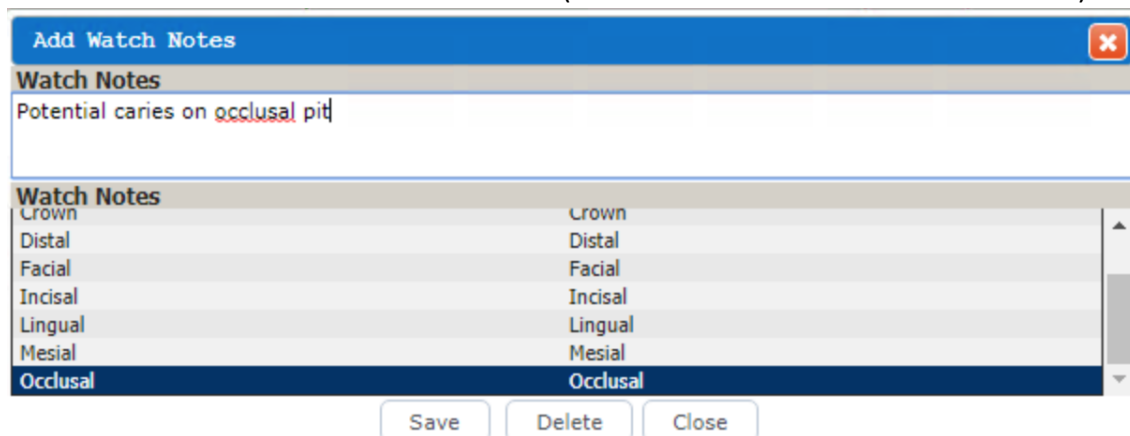 Add Watch Notes
Watch Notes
Potential caries on occlusal pit
Watch Notes
Crown Crown
Distal Distal
Facial Facial
Incisal Incisal
Lingual Lingual
Mesial Mesial
Occlusal Occlusal
Save Delete Close